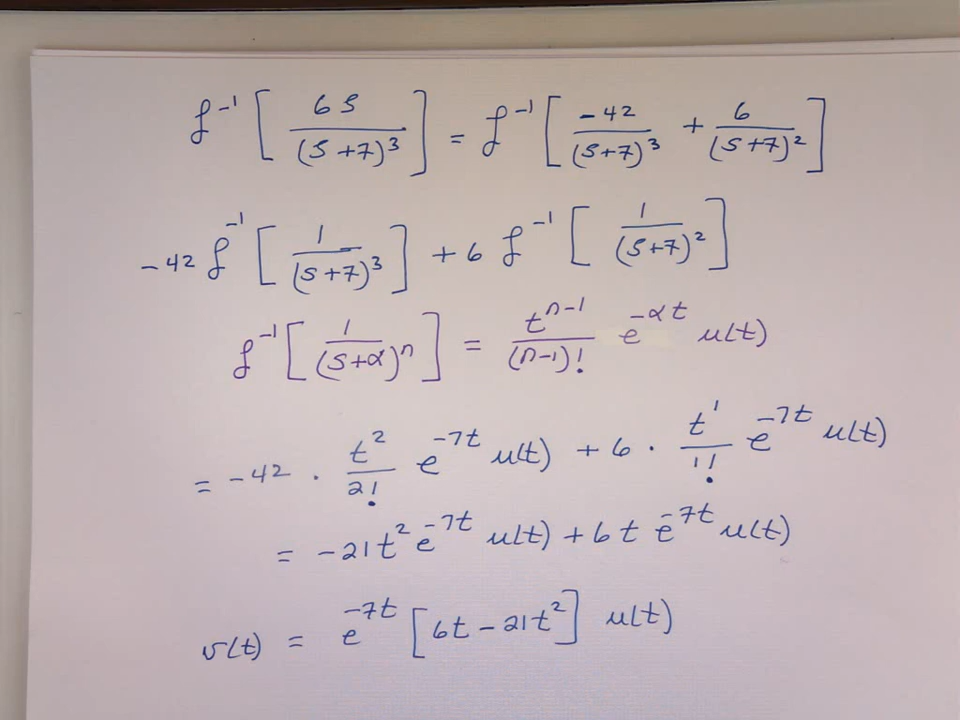 ℒ⁻¹ [ 6s / (s+7)³ ] = ℒ⁻¹ [ -42 / (s+7)³ + 6 / (s+7)² ]
-42 ℒ⁻¹ [ 1 / (s+7)³ ] + 6 ℒ⁻¹ [ 1 / (s+7)² ]
ℒ⁻¹ [ 1 / (s+α)ⁿ ] = tⁿ⁻¹ / (n-1)! e^(-αt) u(t)
= -42 · t² / 2! e^(-7t) u(t) + 6 · t¹ / 1! e^(-7t) u(t)
= -21t² e^(-7t) u(t) + 6t e^(-7t) u(t)
v(t) = e^(-7t) [6t - 21t²] u(t)